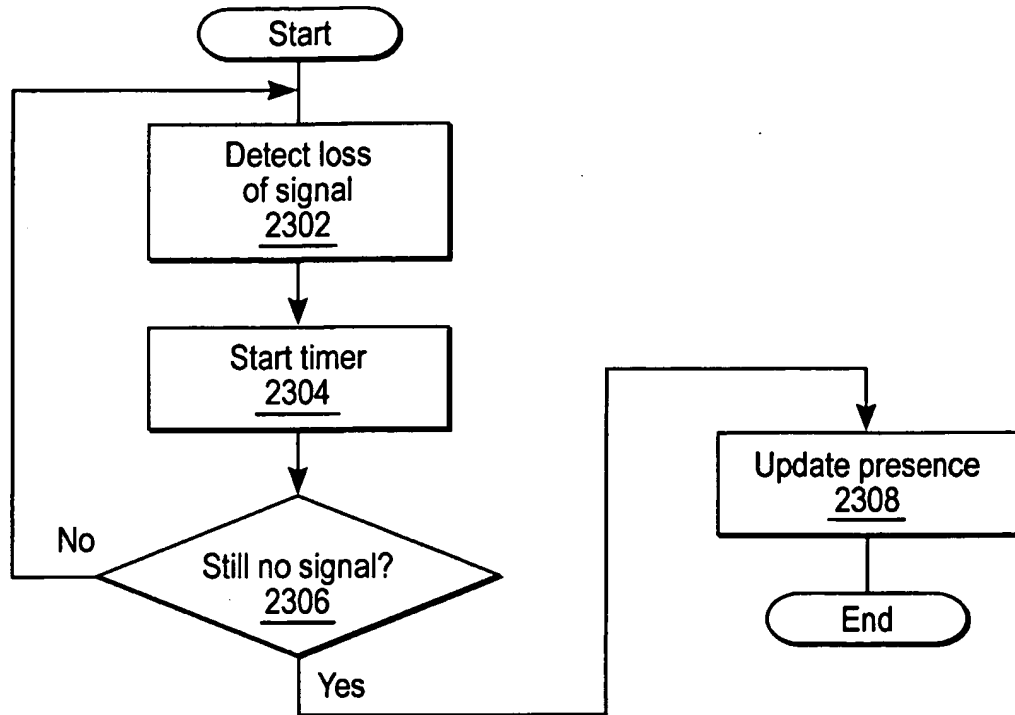 Start
Detect loss
of signal
2302
Start timer
2304
No
Still no signal?
2306
Yes
Update presence
2308
End